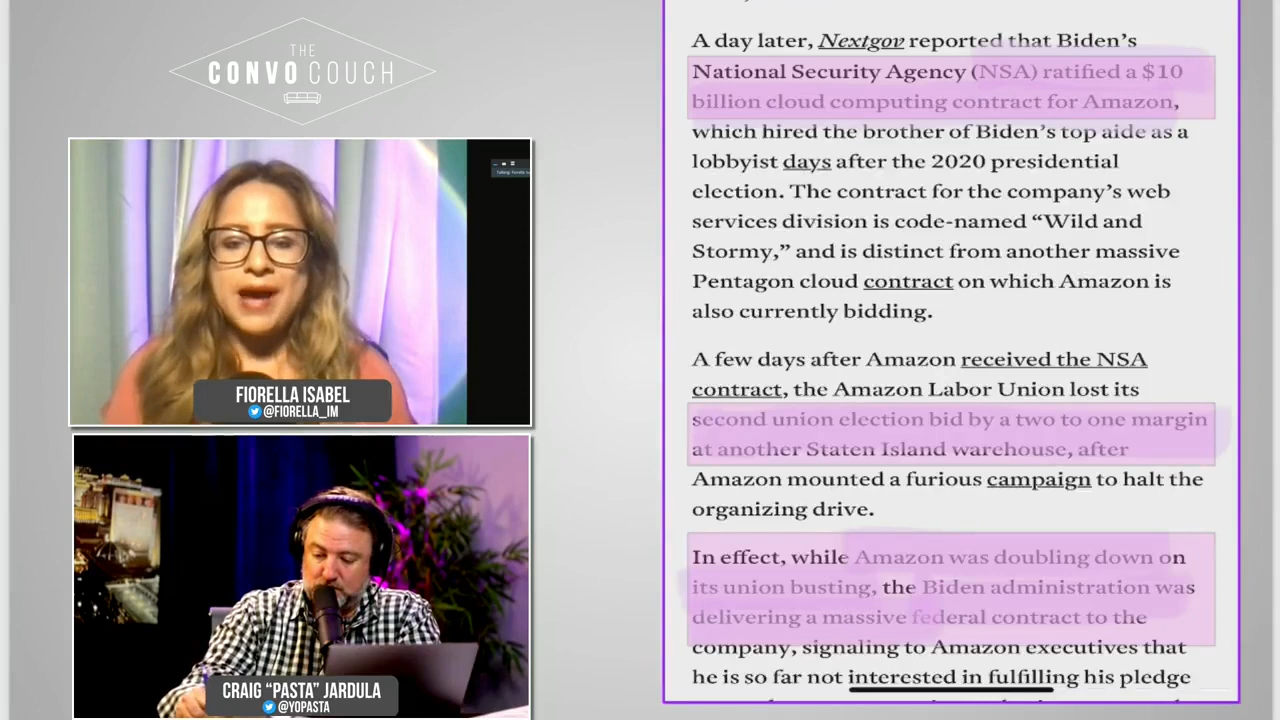 THE
CONVO COUCH
FIORELLA ISABEL
@FIORELLA_IM
CRAIG “PASTA” JARDULA
@YOPASTA
A day later, Nextgov reported that Biden’s
National Security Agency (NSA) ratified a $10
billion cloud computing contract for Amazon,
which hired the brother of Biden’s top aide as a
lobbyist days after the 2020 presidential
election. The contract for the company’s web
services division is code-named “Wild and
Stormy,” and is distinct from another massive
Pentagon cloud contract on which Amazon is
also currently bidding.
A few days after Amazon received the NSA
contract, the Amazon Labor Union lost its
second union election bid by a two to one margin
at another Staten Island warehouse, after
Amazon mounted a furious campaign to halt the
organizing drive.
In effect, while Amazon was doubling down on
its union busting, the Biden administration was
delivering a massive federal contract to the
company, signaling to Amazon executives that
he is so far not interested in fulfilling his pledge